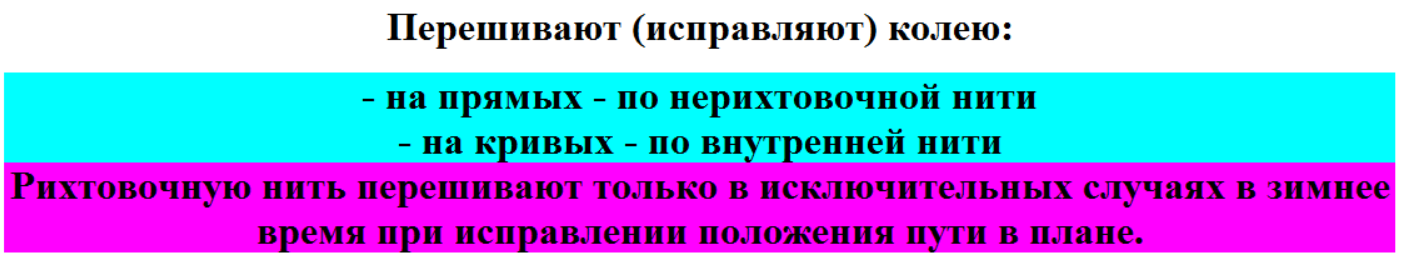 Перешивают (исправляют) колею:
- на прямых - по нерихтовочной нити
- на кривых - по внутренней нити
Рихтовочную нить перешивают только в исключительных случаях в зимнее
время при исправлении положения пути в плане.